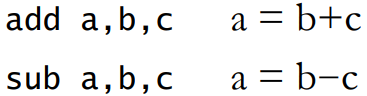 add a,b,c a = b+c
sub a,b,c a = b−c